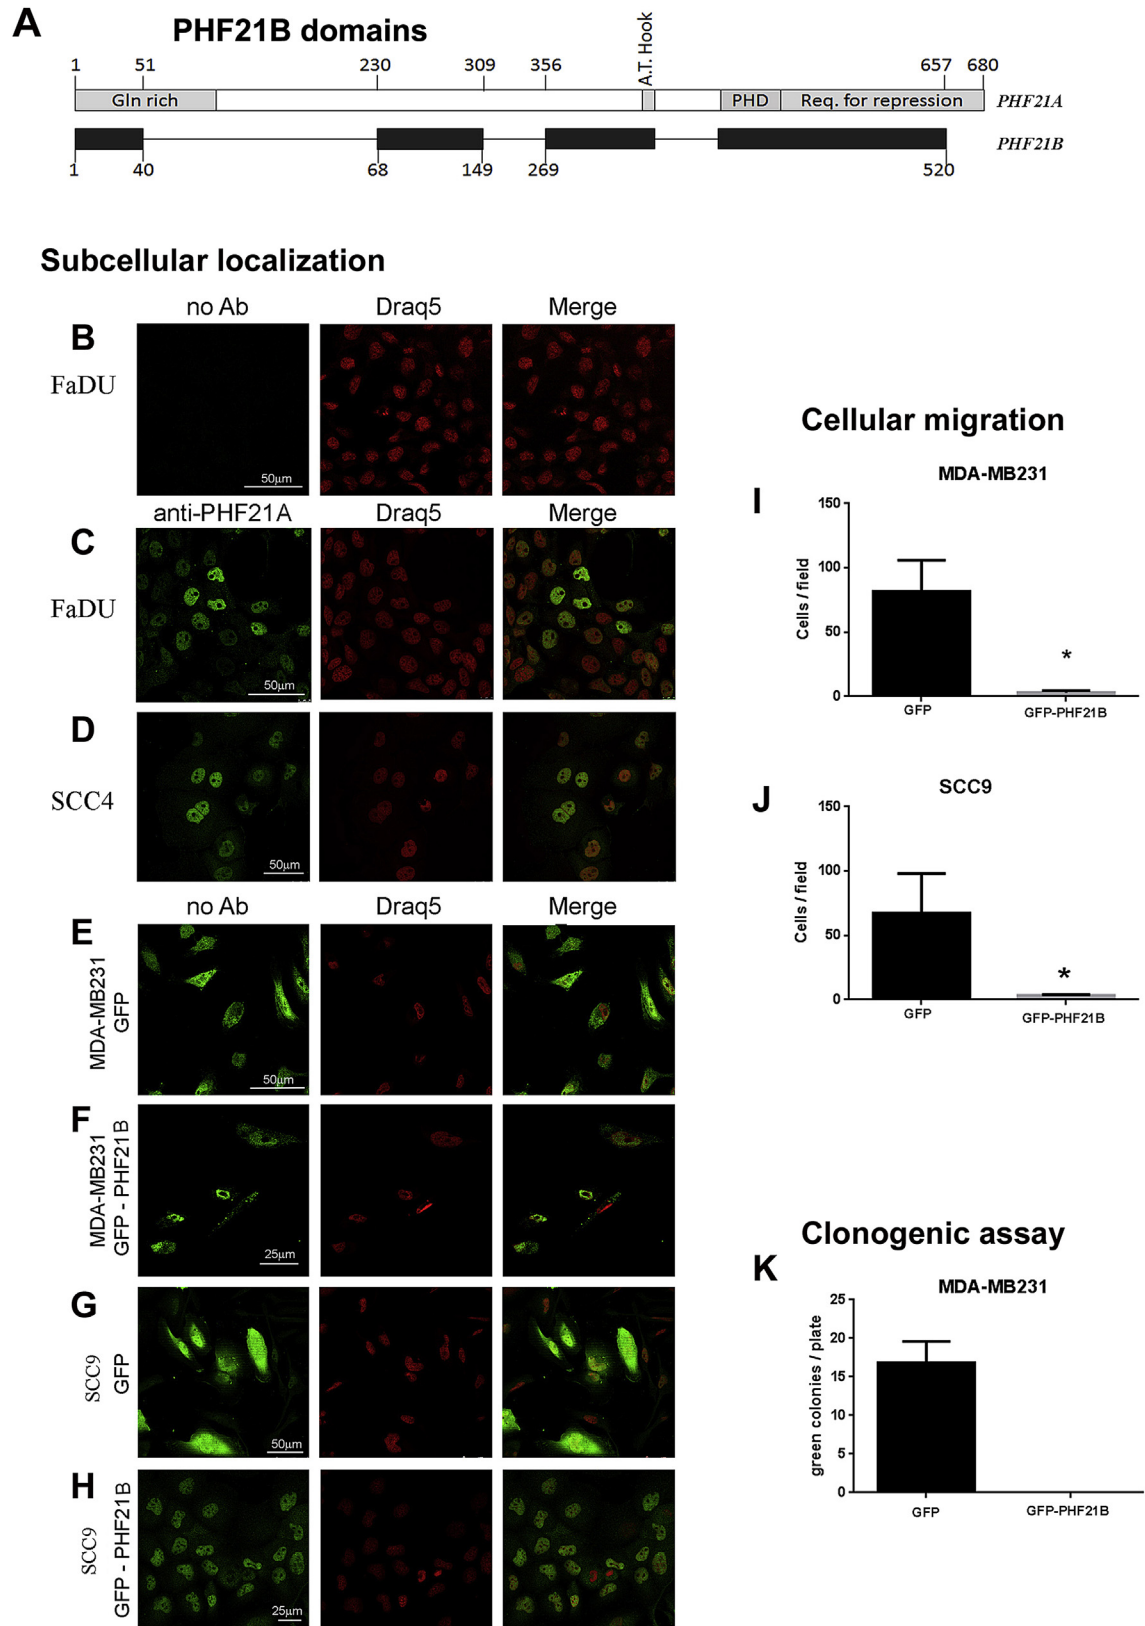 A
PHF21B domains
1 51 230 309 356 A.T. Hook 657 680
Gln rich PHD Req. for repression PHF21A
PHF21B
1 40 68 149 269 520
Subcellular localization
no Ab Draq5 Merge
B
FaDU
50μm
anti-PHF21A Draq5 Merge
C
FaDU
50μm
D
SCC4
50μm
no Ab Draq5 Merge
E
MDA-MB231
GFP
50μm
F
MDA-MB231
GFP - PHF21B
25μm
G
SCC9
GFP
50μm
H
SCC9
GFP - PHF21B
25μm
Cellular migration
I
MDA-MB231
Cells / field
150
100
50
0
GFP GFP-PHF21B
*
J
SCC9
Cells / field
150
100
50
0
GFP GFP-PHF21B
*
Clonogenic assay
K
MDA-MB231
green colonies / plate
25
20
15
10
5
0
GFP GFP-PHF21B